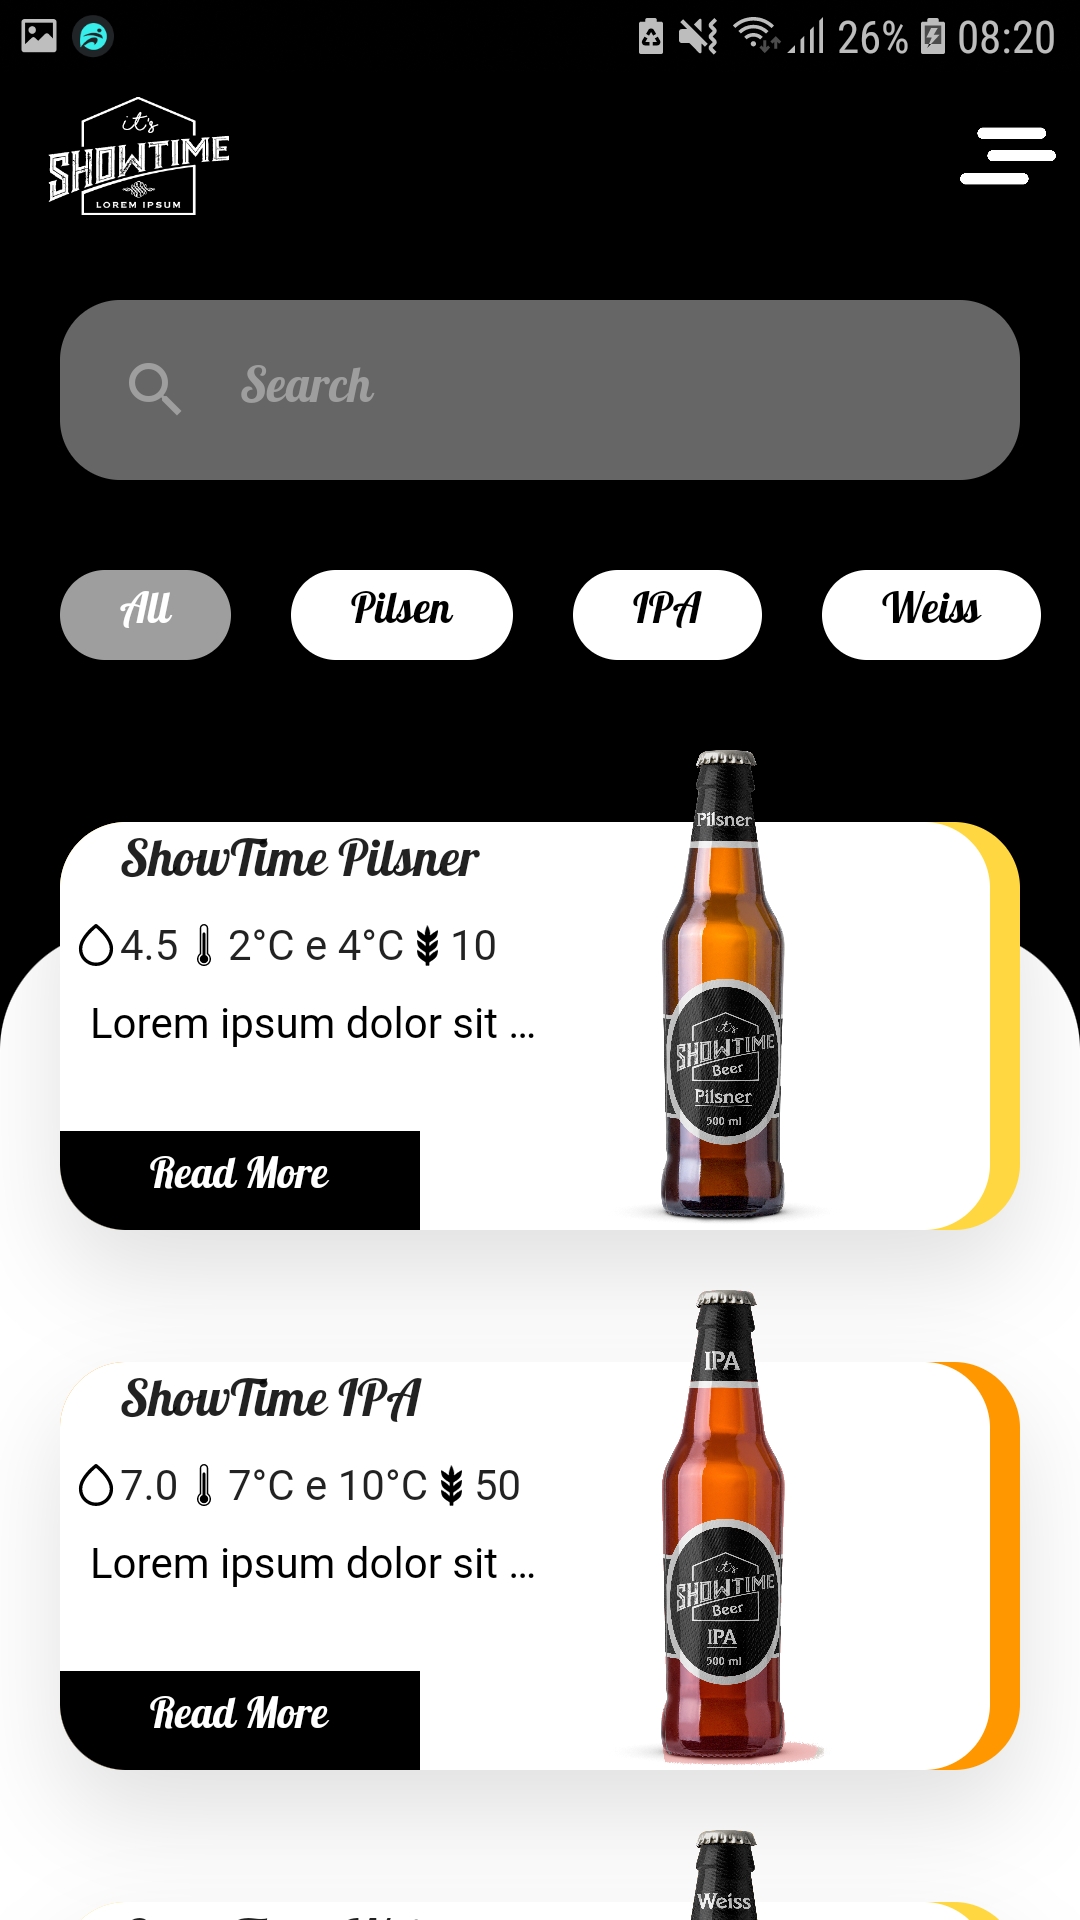 26% 08:20
it's
SHOWTIME
LOREM IPSUM
Search
All Pilsen IPA Weiss
Pilsner
ShowTime Pilsner
4.5 2°C e 4°C 10
Lorem ipsum dolor sit ...
it's
SHOWTIME
Beer
Pilsner
500 ml
Read More
IPA
ShowTime IPA
7.0 7°C e 10°C 50
Lorem ipsum dolor sit ...
it's
SHOWTIME
Beer
IPA
500 ml
Read More
Weiss